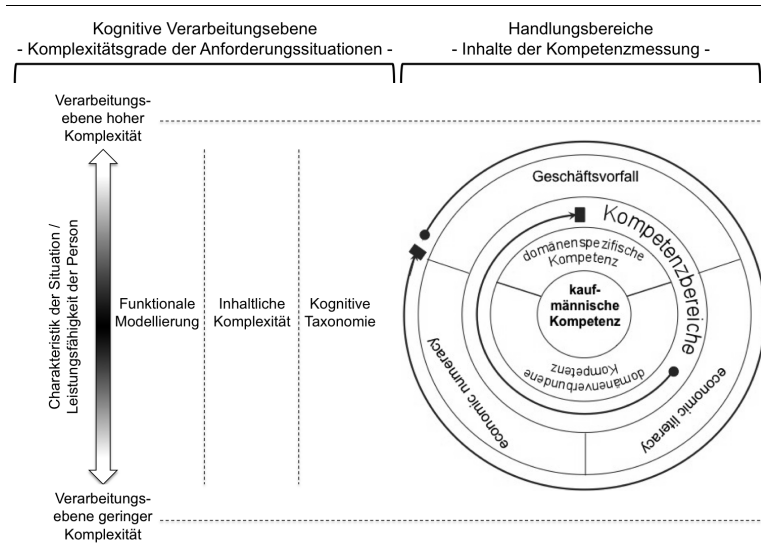 Kognitive Verarbeitungsebene
- Komplexitätsgrade der Anforderungssituationen -
Handlungsbereiche
- Inhalte der Kompetenzmessung -
Verarbeitungs-
ebene hoher
Komplexität
Charakteristik der Situation /
Leistungsfähigkeit der Person
Funktionale
Modellierung
Inhaltliche
Komplexität
Kognitive
Taxonomie
Verarbeitungs-
ebene geringer
Komplexität
Geschäftsvorfall
Kompetenzbereiche
domänenspezifische
Kompetenz
kauf-
männische
Kompetenz
domänenverbundene
Kompetenz
economic numeracy
economic literacy